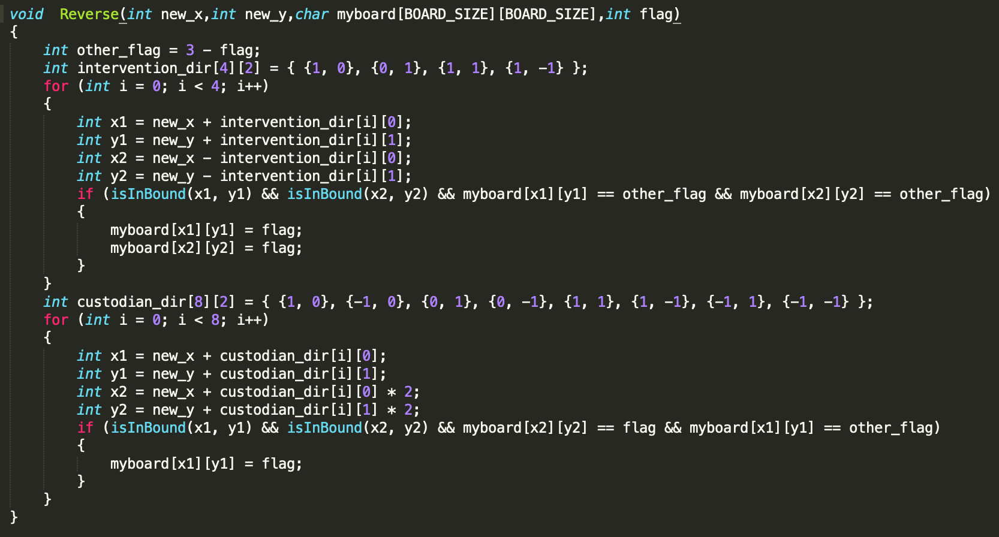 void  Reverse(int new_x,int new_y,char myboard[BOARD_SIZE][BOARD_SIZE],int flag)
{
    int other_flag = 3 - flag;
    int intervention_dir[4][2] = { {1, 0}, {0, 1}, {1, 1}, {1, -1} };
    for (int i = 0; i < 4; i++)
    {
        int x1 = new_x + intervention_dir[i][0];
        int y1 = new_y + intervention_dir[i][1];
        int x2 = new_x - intervention_dir[i][0];
        int y2 = new_y - intervention_dir[i][1];
        if (isInBound(x1, y1) && isInBound(x2, y2) && myboard[x1][y1] == other_flag && myboard[x2][y2] == other_flag)
        {
            myboard[x1][y1] = flag;
            myboard[x2][y2] = flag;
        }
    }
    int custodian_dir[8][2] = { {1, 0}, {-1, 0}, {0, 1}, {0, -1}, {1, 1}, {1, -1}, {-1, 1}, {-1, -1} };
    for (int i = 0; i < 8; i++)
    {
        int x1 = new_x + custodian_dir[i][0];
        int y1 = new_y + custodian_dir[i][1];
        int x2 = new_x + custodian_dir[i][0] * 2;
        int y2 = new_y + custodian_dir[i][1] * 2;
        if (isInBound(x1, y1) && isInBound(x2, y2) && myboard[x2][y2] == flag && myboard[x1][y1] == other_flag)
        {
            myboard[x1][y1] = flag;
        }
    }
}